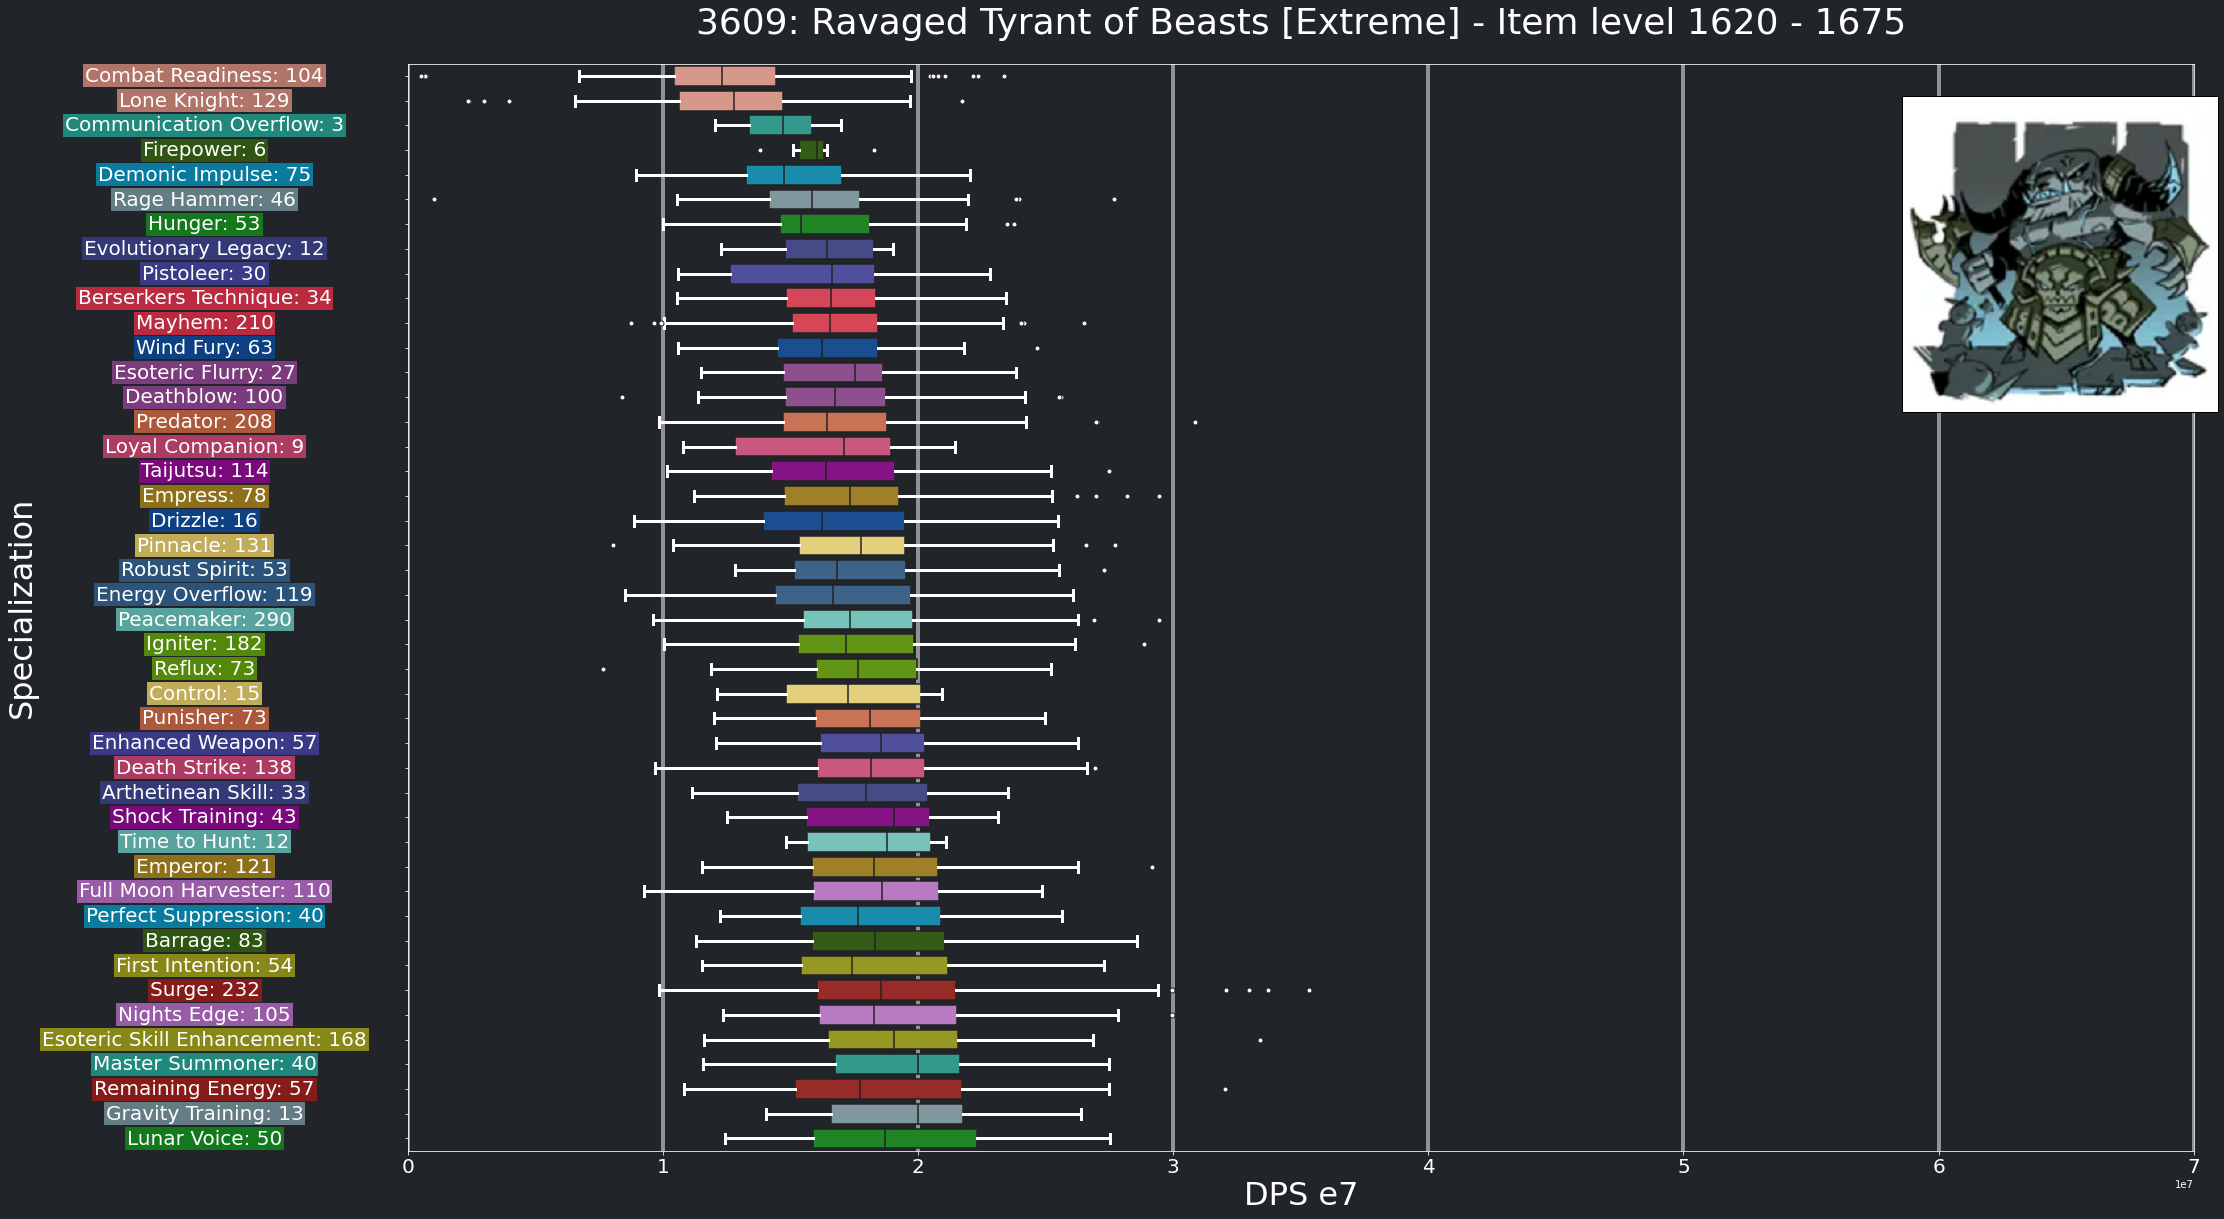 3609: Ravaged Tyrant of Beasts [Extreme] - Item level 1620 - 1675
Specialization
Combat Readiness: 104
Lone Knight: 129
Communication Overflow: 3
Firepower: 6
Demonic Impulse: 75
Rage Hammer: 46
Hunger: 53
Evolutionary Legacy: 12
Pistoleer: 30
Berserkers Technique: 34
Mayhem: 210
Wind Fury: 63
Esoteric Flurry: 27
Deathblow: 100
Predator: 208
Loyal Companion: 9
Taijutsu: 114
Empress: 78
Drizzle: 16
Pinnacle: 131
Robust Spirit: 53
Energy Overflow: 119
Peacemaker: 290
Igniter: 182
Reflux: 73
Control: 15
Punisher: 73
Enhanced Weapon: 57
Death Strike: 138
Arthetinean Skill: 33
Shock Training: 43
Time to Hunt: 12
Emperor: 121
Full Moon Harvester: 110
Perfect Suppression: 40
Barrage: 83
First Intention: 54
Surge: 232
Nights Edge: 105
Esoteric Skill Enhancement: 168
Master Summoner: 40
Remaining Energy: 57
Gravity Training: 13
Lunar Voice: 50
0 1 2 3 4 5 6 7
1e7
DPS e7